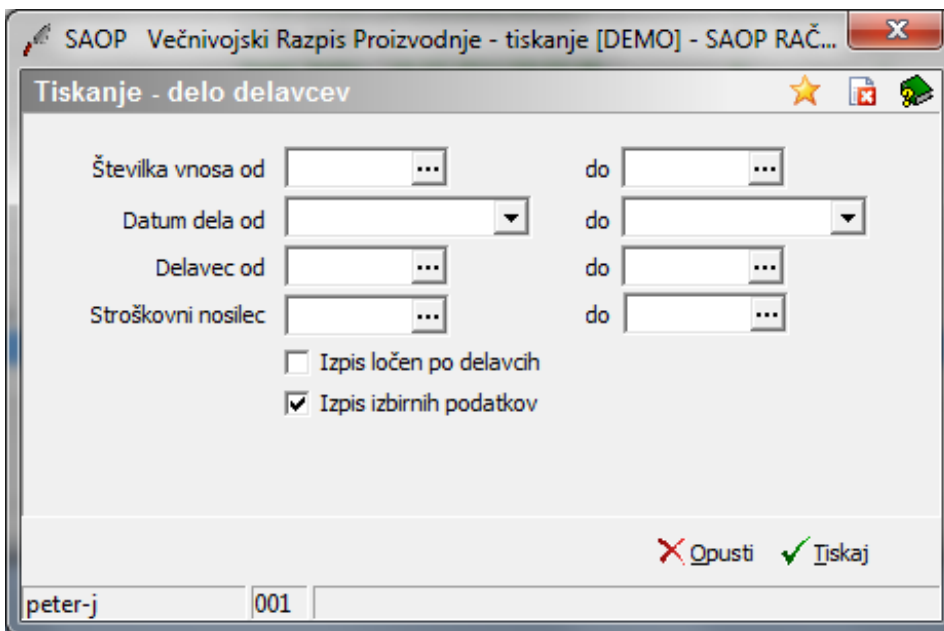 SAOP Večnivojski Razpis Proizvodnje - tiskanje [DEMO] - SAOP RAČ...
Tiskanje - delo delavcev
Številka vnosa od ... do ...
Datum dela od do
Delavec od ... do ...
Stroškovni nosilec ... do ...
Izpis ločen po delavcih
Izpis izbirnih podatkov
Opusti Tiskaj
peter-j 001